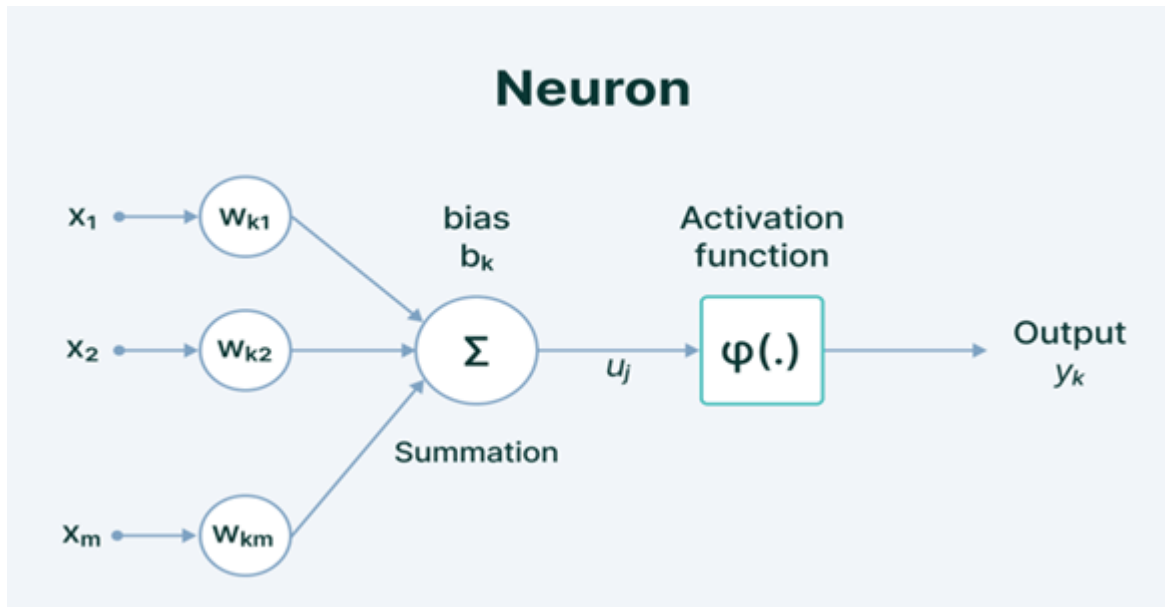 Neuron
x₁
wₖ₁
bias
bₖ
Activation
function
x₂
wₖ₂
Σ
uⱼ
φ(.)
Output
yₖ
Summation
xₘ
wₖₘ